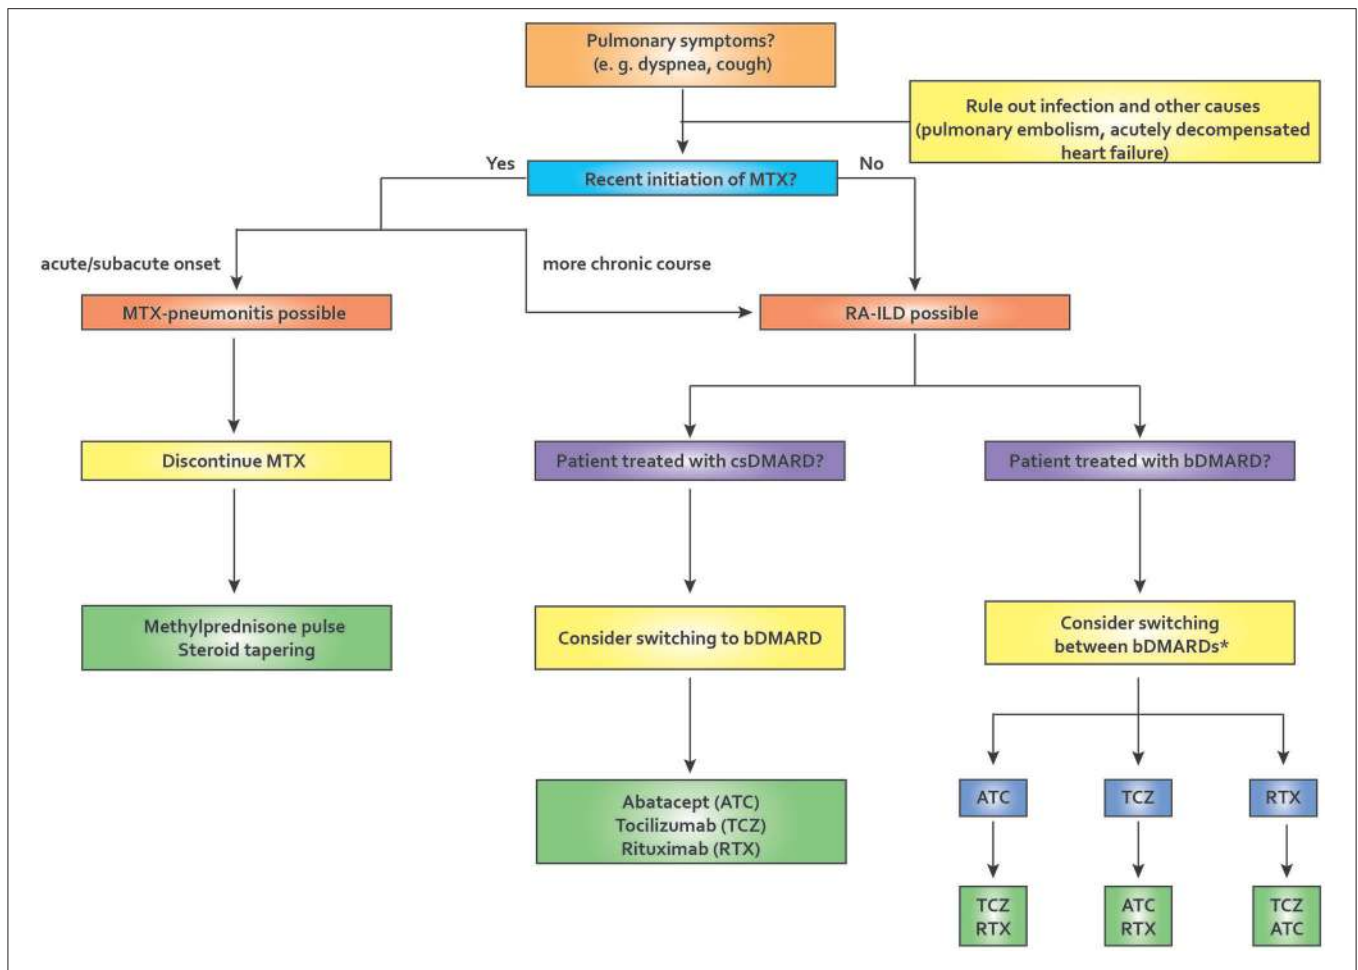 Pulmonary symptoms?
(e. g. dyspnea, cough)
Rule out infection and other causes
(pulmonary embolism, acutely decompensated
heart failure)
Yes
No
Recent initiation of MTX?
acute/subacute onset
more chronic course
MTX-pneumonitis possible
RA-ILD possible
Discontinue MTX
Patient treated with csDMARD?
Patient treated with bDMARD?
Methylprednisone pulse
Steroid tapering
Consider switching to bDMARD
Consider switching
between bDMARDs*
Abatacept (ATC)
Tocilizumab (TCZ)
Rituximab (RTX)
ATC
TCZ
RTX
TCZ
RTX
ATC
RTX
TCZ
ATC